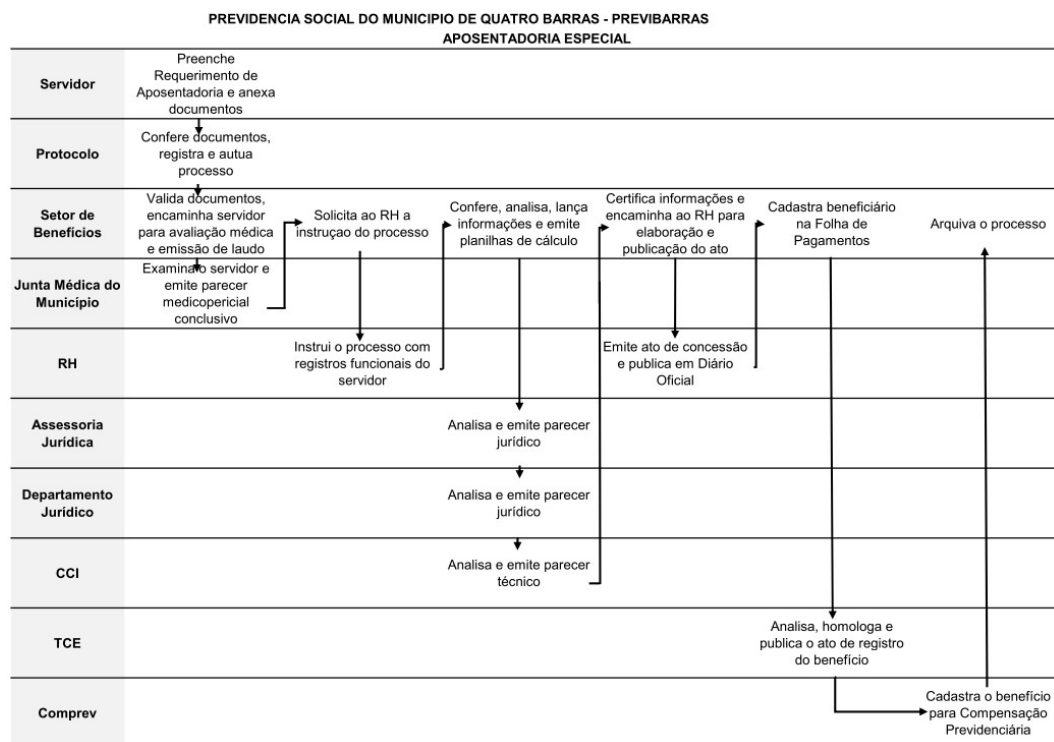 PREVIDENCIA SOCIAL DO MUNICIPIO DE QUATRO BARRAS - PREVIBARRAS
APOSENTADORIA ESPECIAL
Servidor
Preenche
Requerimento de
Aposentadoria e anexa
documentos
Protocolo
Confere documentos,
registra e autua
processo
Setor de
Benefícios
Valida documentos,
encaminha servidor
para avaliação médica
e emissão de laudo
Solicita ao RH a
instruçao do processo
Confere, analisa, lança
informações e emite
planilhas de cálculo
Certifica informações e
encaminha ao RH para
elaboração e
publicação do ato
Cadastra beneficiário
na Folha de
Pagamentos
Arquiva o processo
Junta Médica do
Município
Examina o servidor e
emite parecer
medicopericial
conclusivo
RH
Instrui o processo com
registros funcionais do
servidor
Emite ato de concessão
e publica em Diário
Oficial
Assessoria
Jurídica
Analisa e emite parecer
jurídico
Departamento
Jurídico
Analisa e emite parecer
jurídico
CCI
Analisa e emite parecer
técnico
TCE
Analisa, homologa e
publica o ato de registro
do benefício
Comprev
Cadastra o benefício
para Compensação
Previdenciária